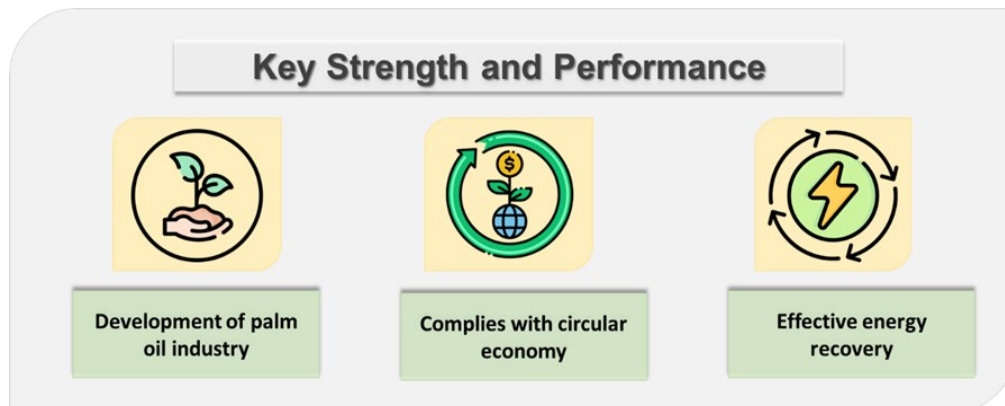 Key Strength and Performance
$
Development of palm
oil industry
Complies with circular
economy
Effective energy
recovery